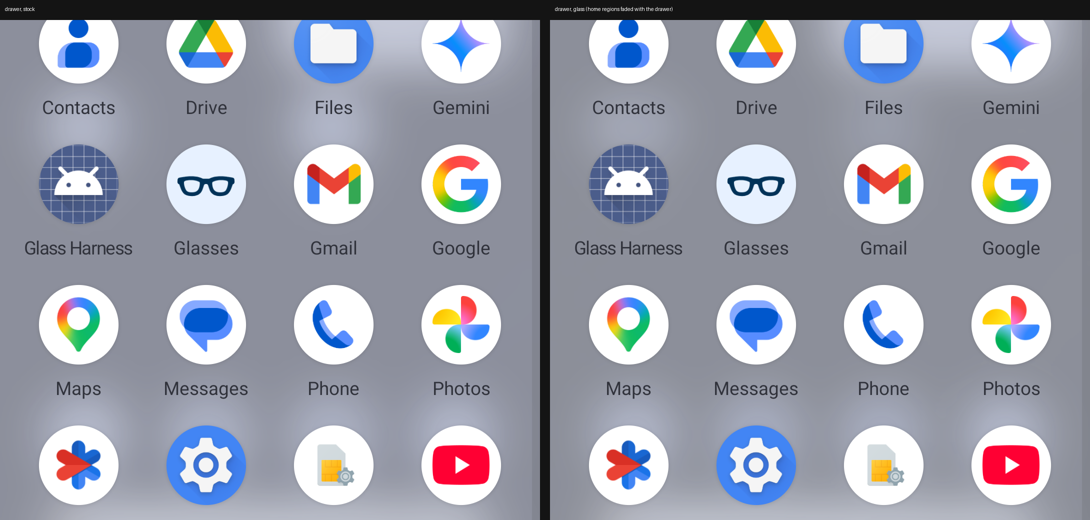 drawer, stock
drawer, glass (home regions faded with the drawer)
Contacts Drive Files Gemini
Contacts Drive Files Gemini
Glass Harness Glasses Gmail Google
Glass Harness Glasses Gmail Google
Maps Messages Phone Photos
Maps Messages Phone Photos